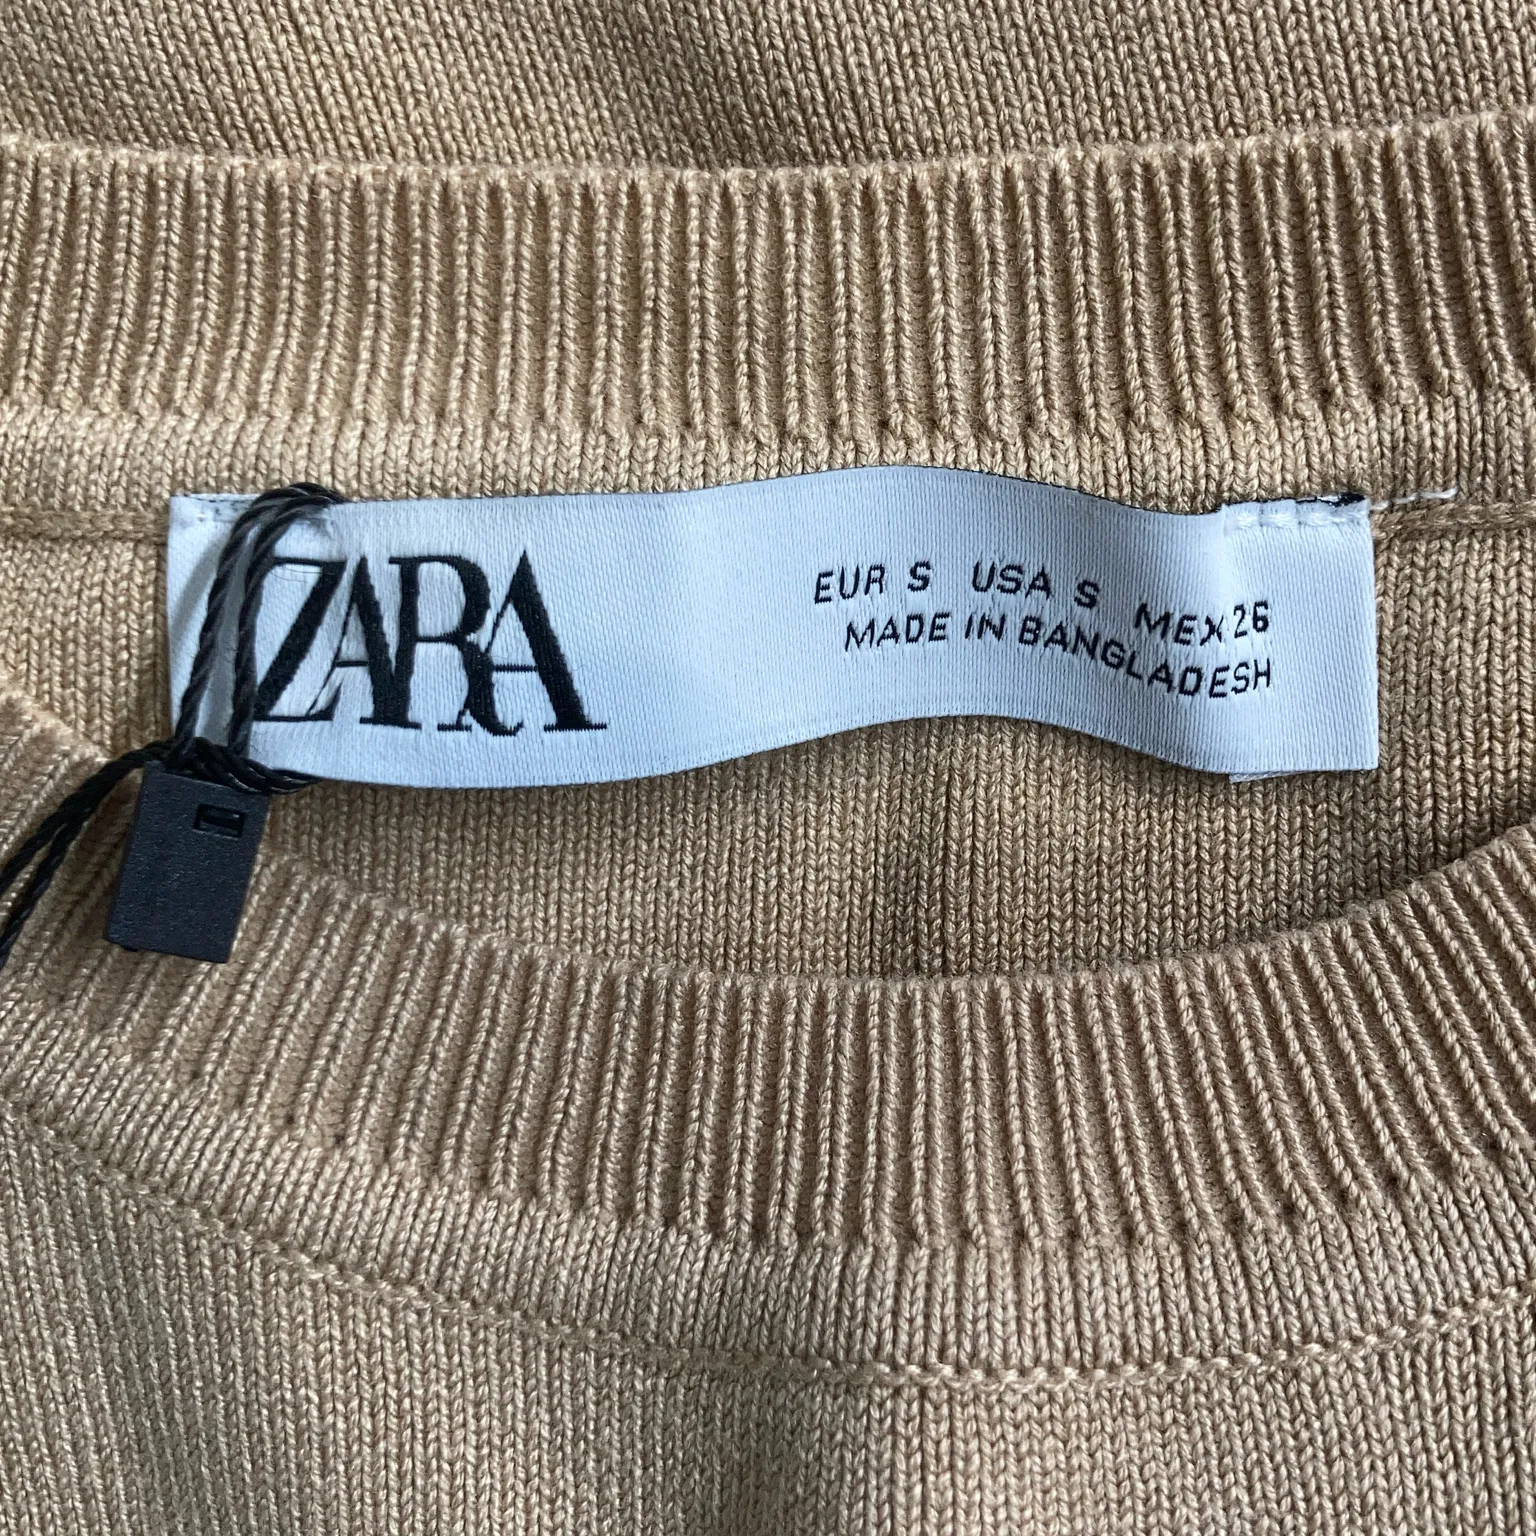 ZARA
EUR S USA S MEX 26
MADE IN BANGLADESH